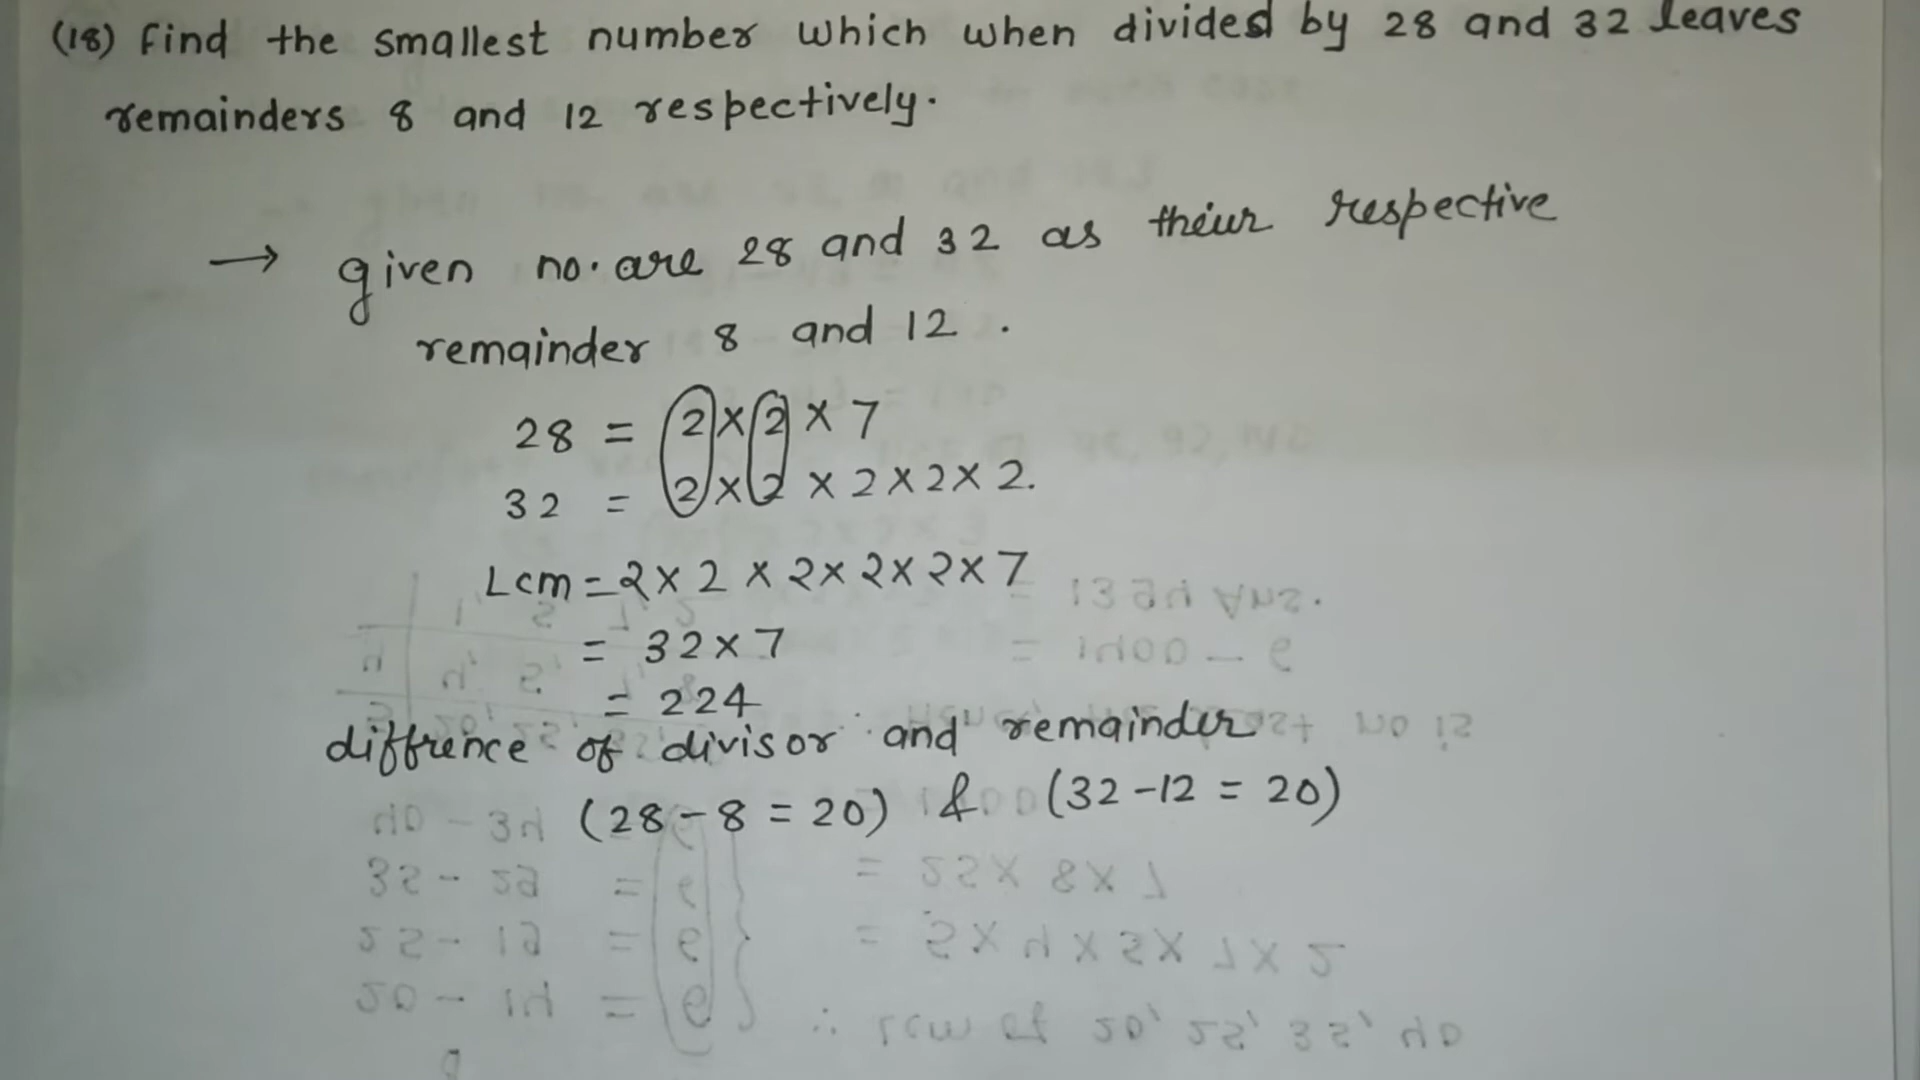 (18) find the smallest number which when divided by 28 and 32 leaves
remainders 8 and 12 respectively.
→ given no. are 28 and 32 as their respective
remainder 8 and 12 .
28 = 2 × 2 × 7
32 = 2 × 2 × 2 × 2 × 2.
Lcm = 2 × 2 × 2 × 2 × 2 × 7
= 32 × 7
= 224
diffrence of divisor and remainder
(28 - 8 = 20) & (32 - 12 = 20)